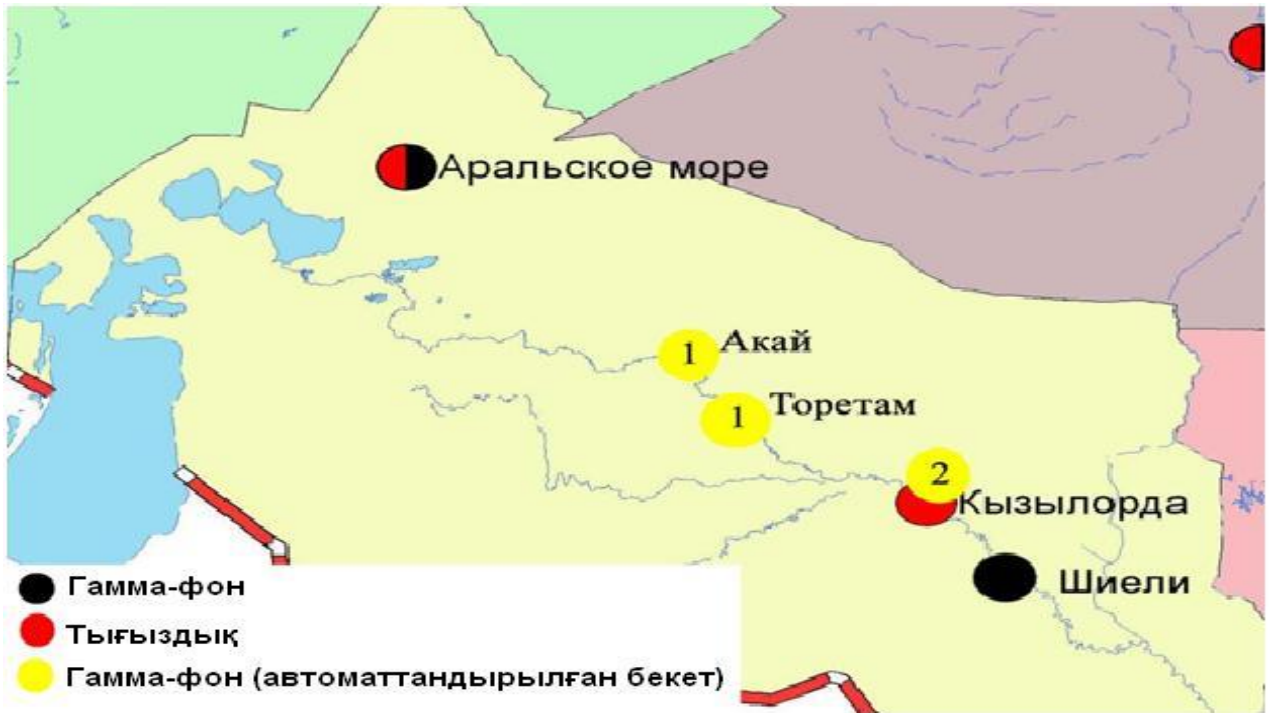 Аральское море
1 Акай
1 Торетам
2
Кызылорда
Шиели
Гамма-фон
Тығыздық
Гамма-фон (автоматтандырылған бекет)